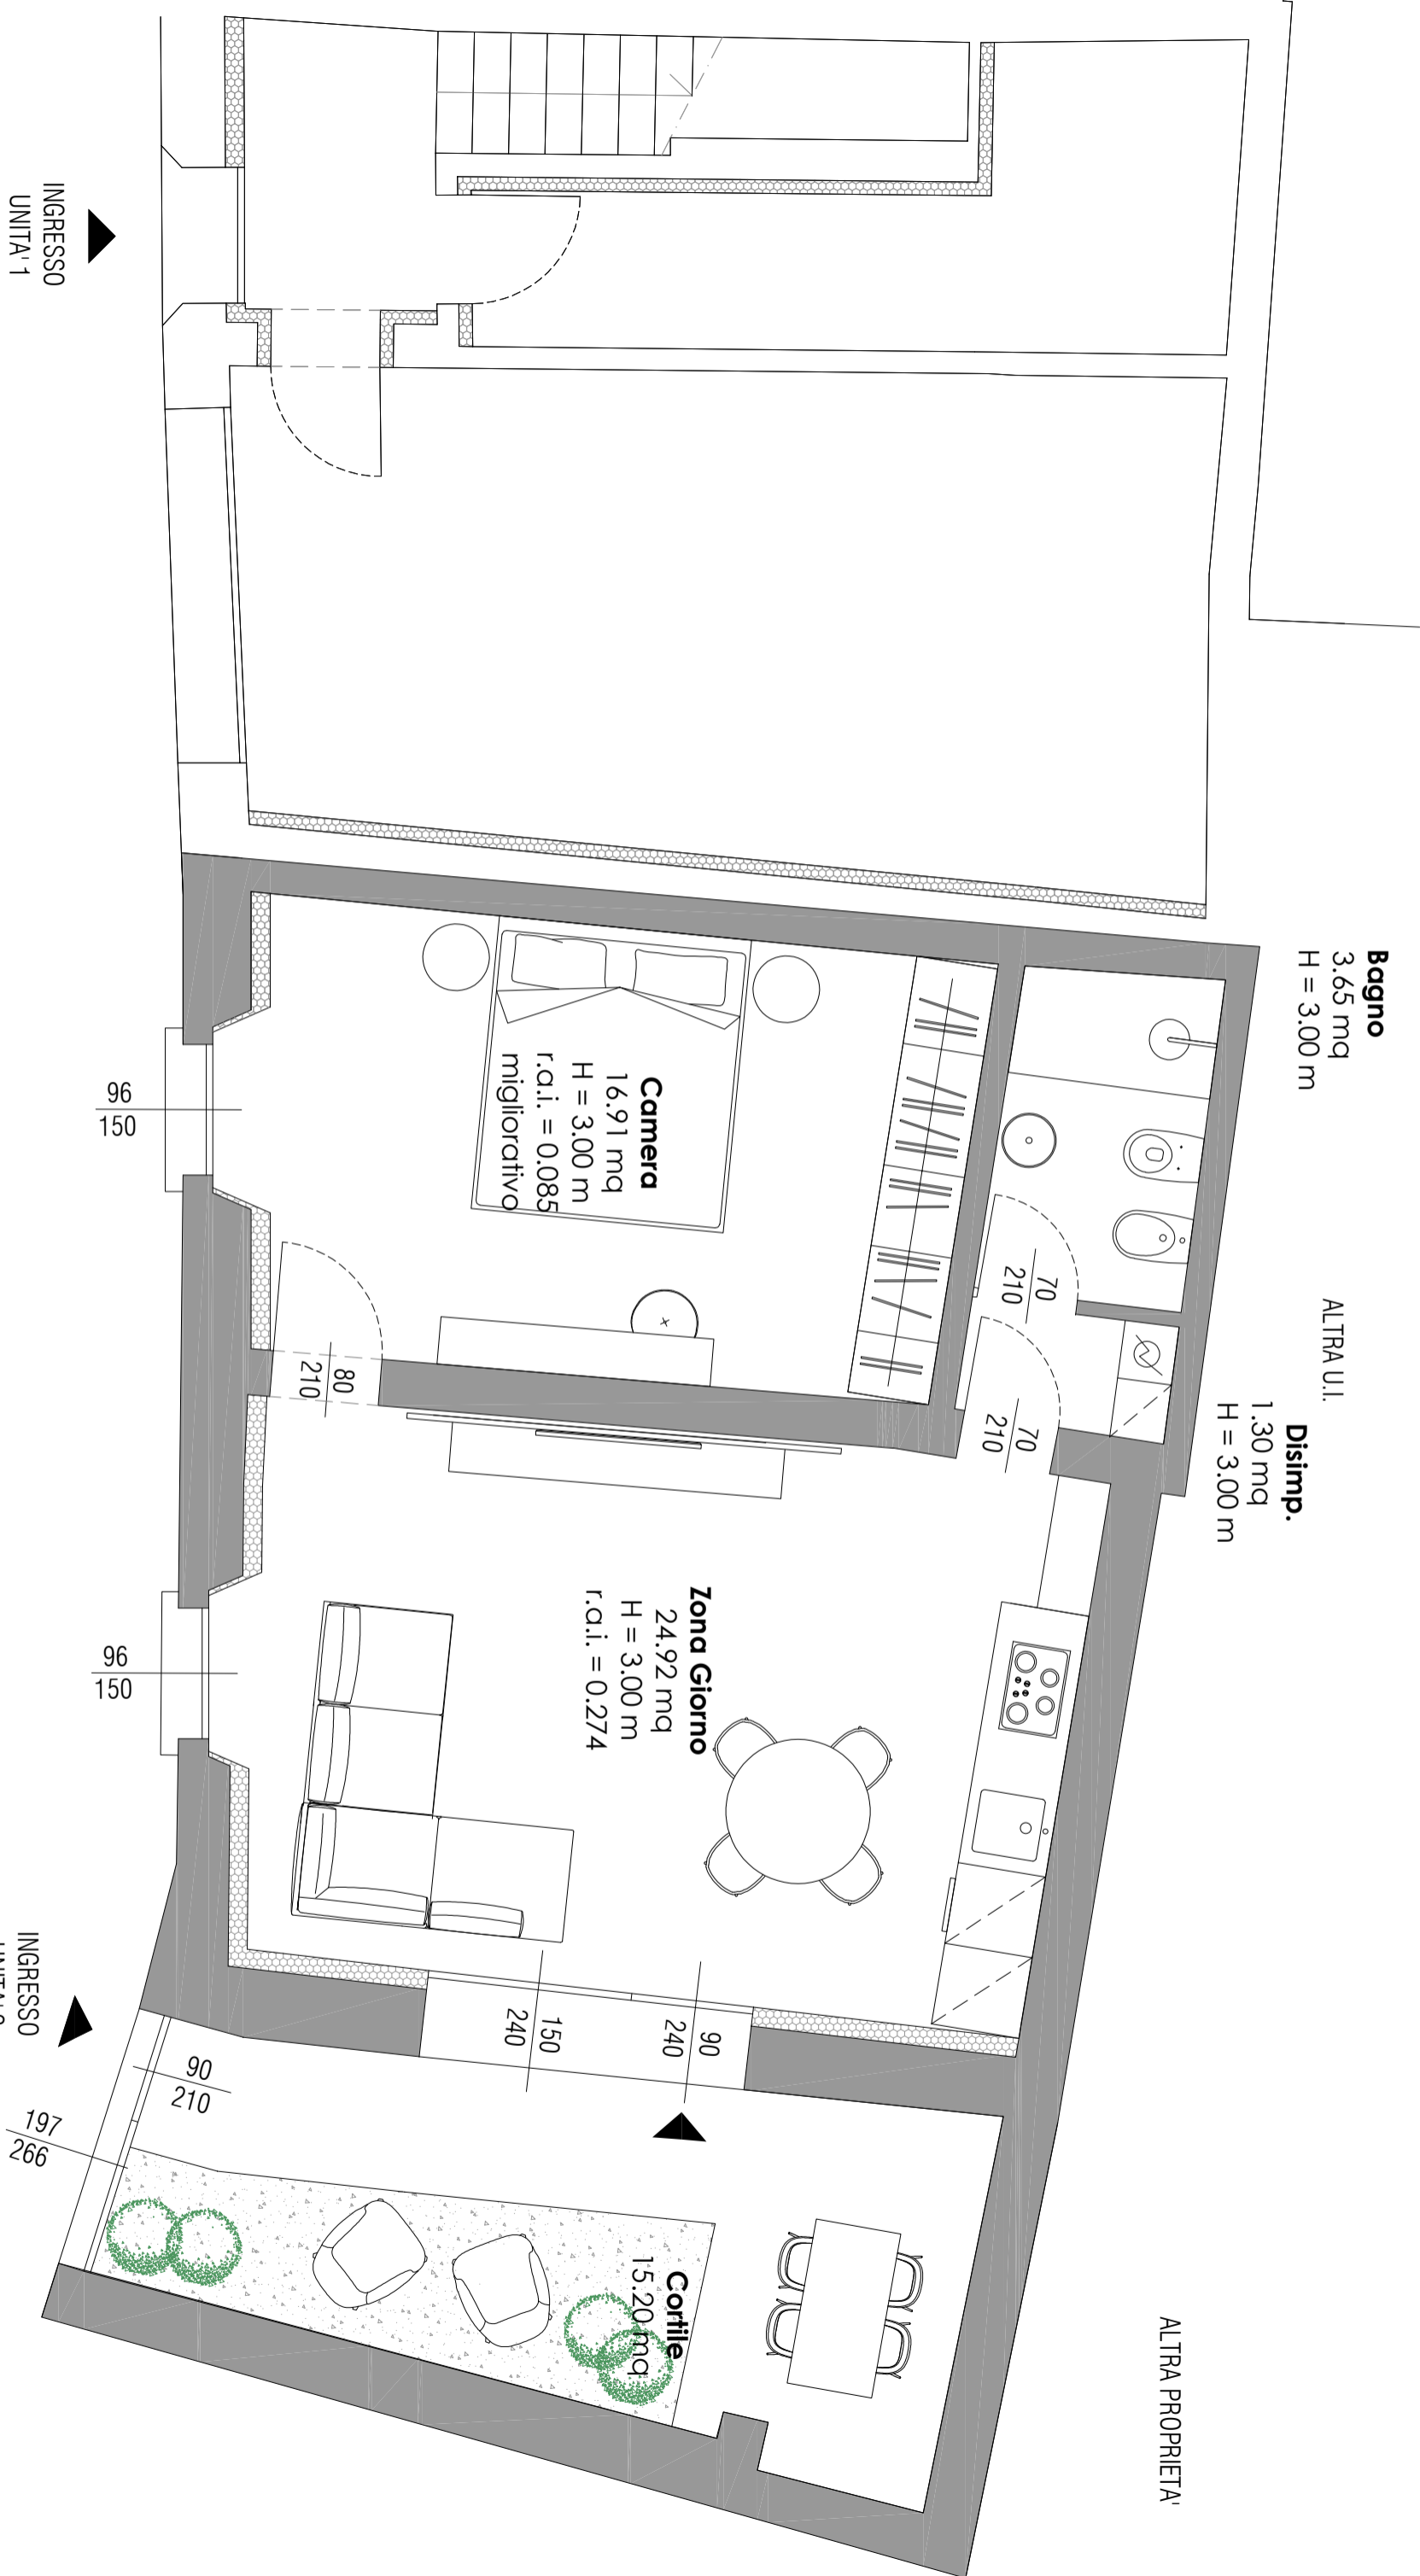 Bagno
3.65 mq
H = 3.00 m
ALTRA U.I.
Disimp.
1.30 mq
H = 3.00 m
ALTRA PROPRIETA'
70
210
70
210
Camera
16.91 mq
H = 3.00 m
r.a.i. = 0.085
migliorativo
80
210
Zona Giorno
24.92 mq
H = 3.00 m
r.a.i. = 0.274
90
240
150
240
Cortile
15.20 mq
INGRESSO
UNITA' 1
96
150
96
150
INGRESSO
90
210
197
266